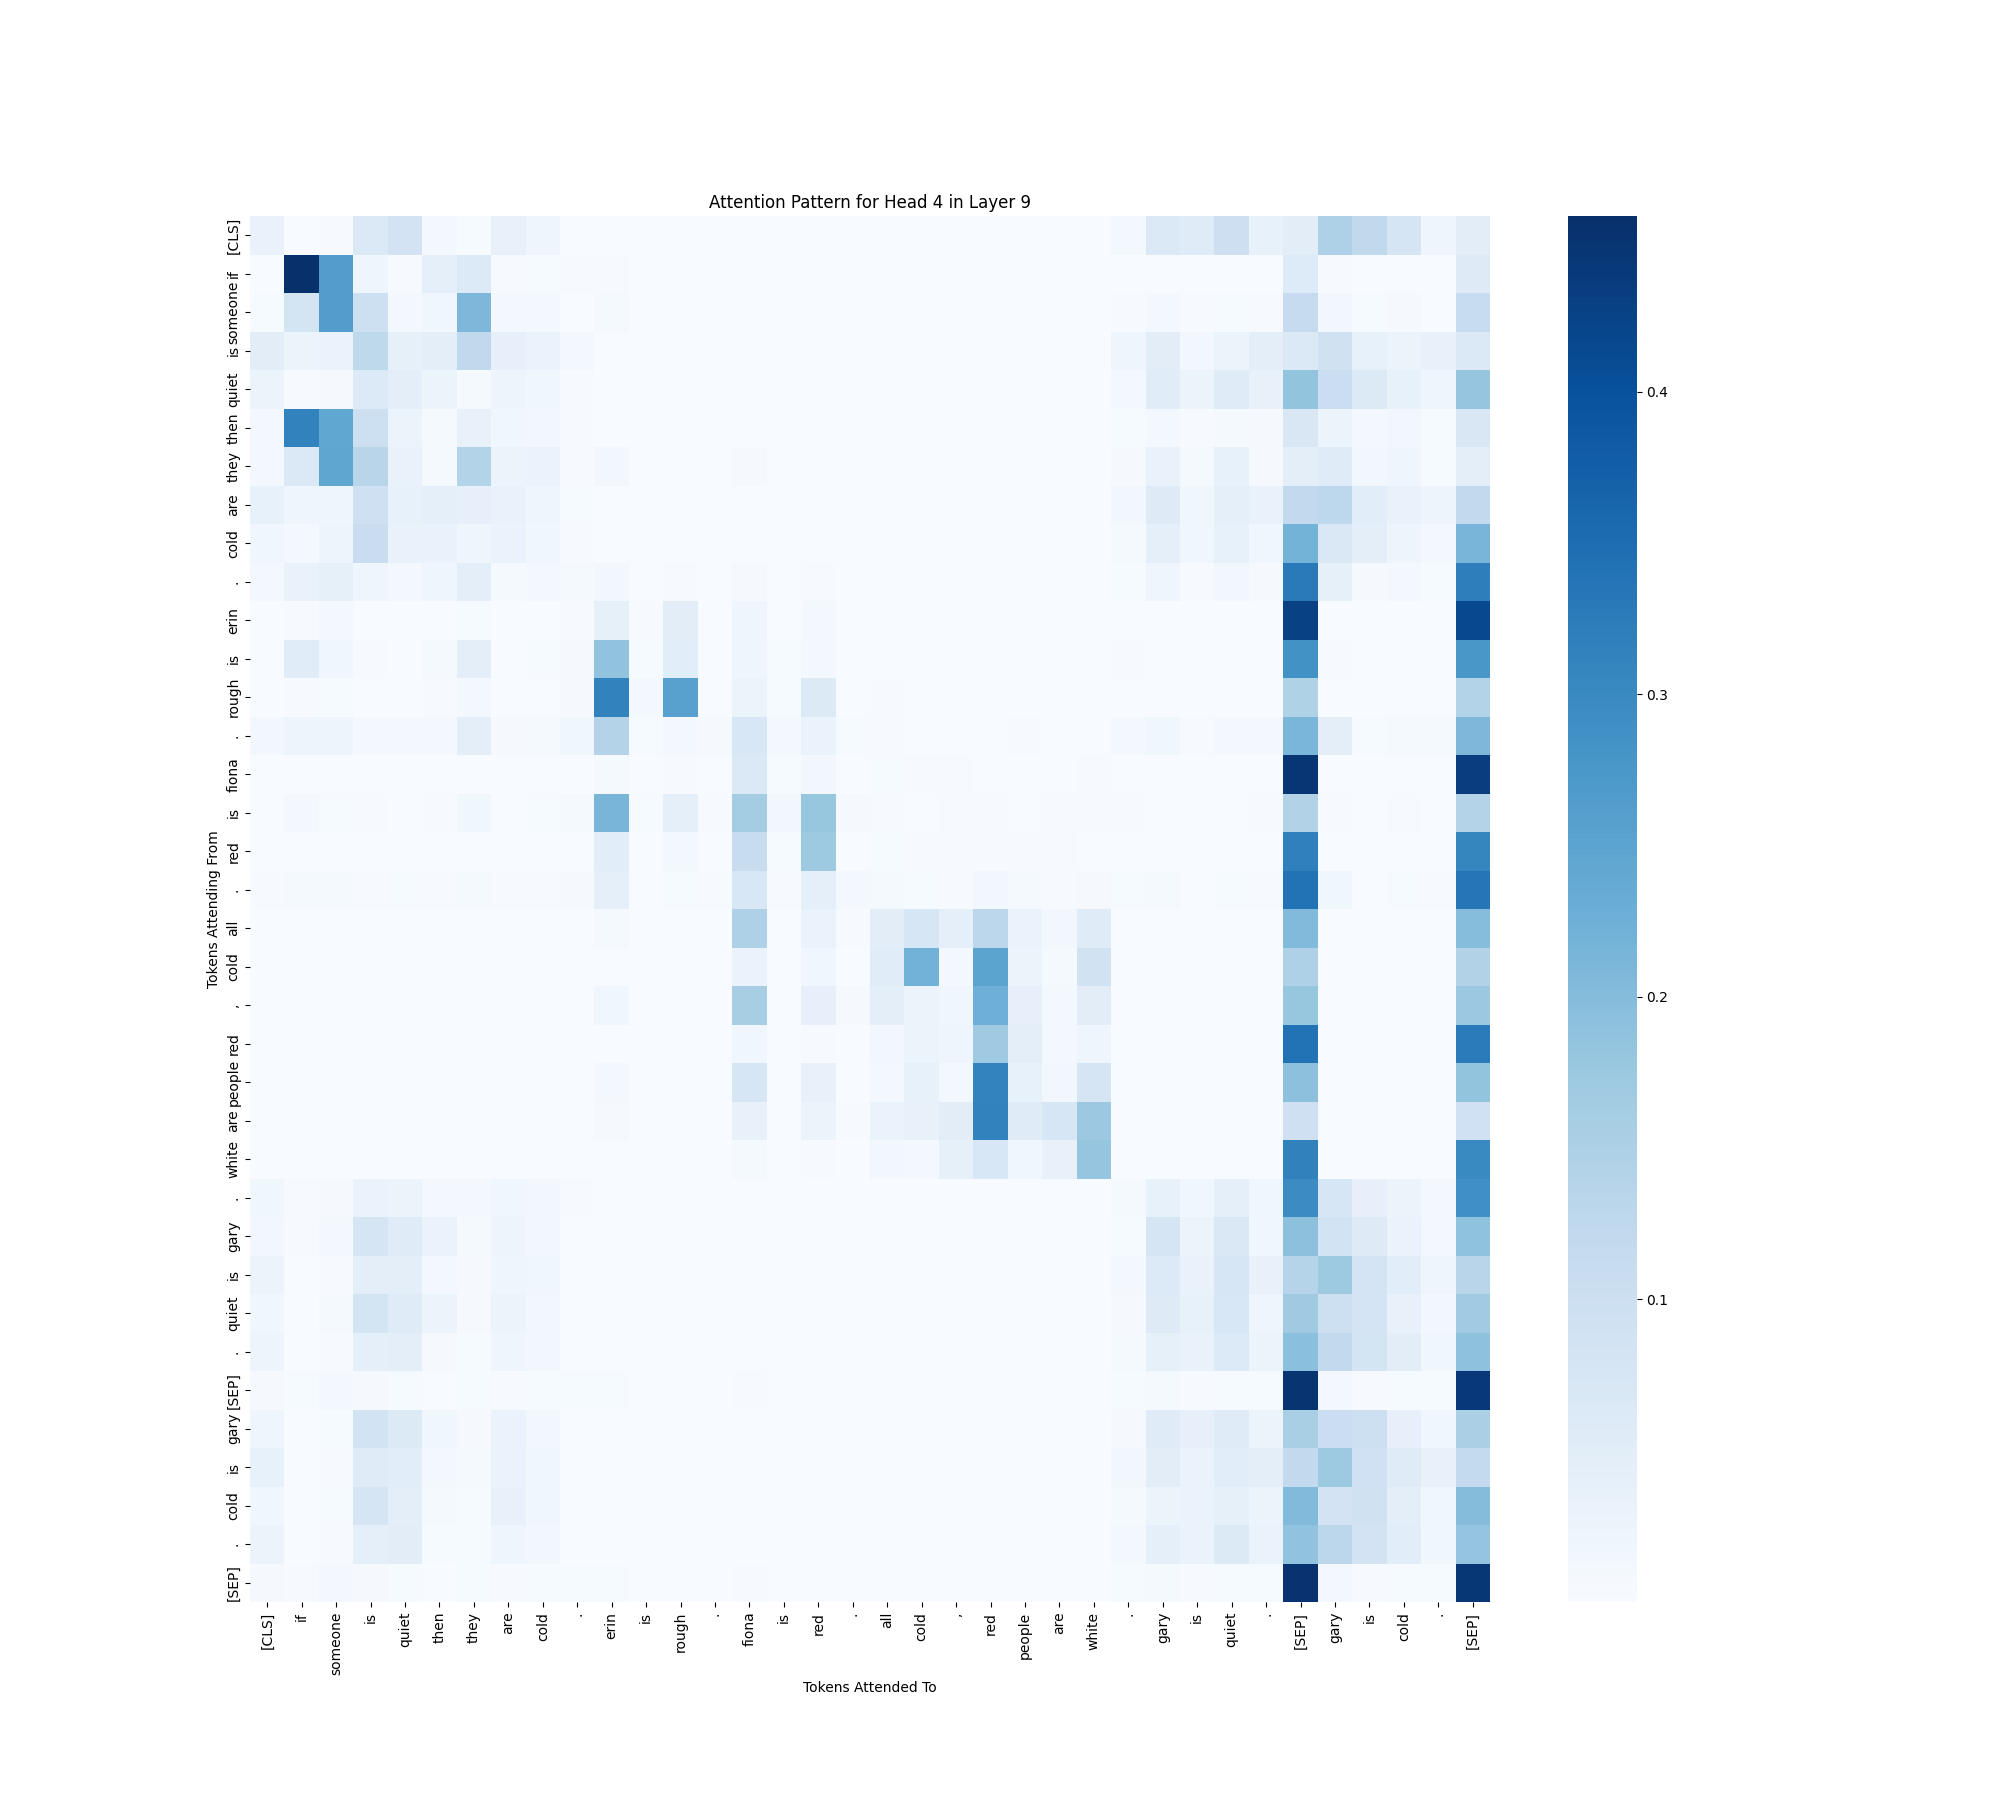 Attention Pattern for Head 4 in Layer 9
Tokens Attending From
[CLS]
if
someone
is
quiet
then
they
are
cold
.
erin
is
rough
.
fiona
is
red
.
all
cold
,
red
people
are
white
.
gary
is
quiet
.
[SEP]
gary
is
cold
.
[SEP]
[CLS] if someone is quiet then they are cold . erin is rough . fiona is red . all cold , red people are white . gary is quiet . [SEP] gary is cold . [SEP]
Tokens Attended To
0.4
0.3
0.2
0.1